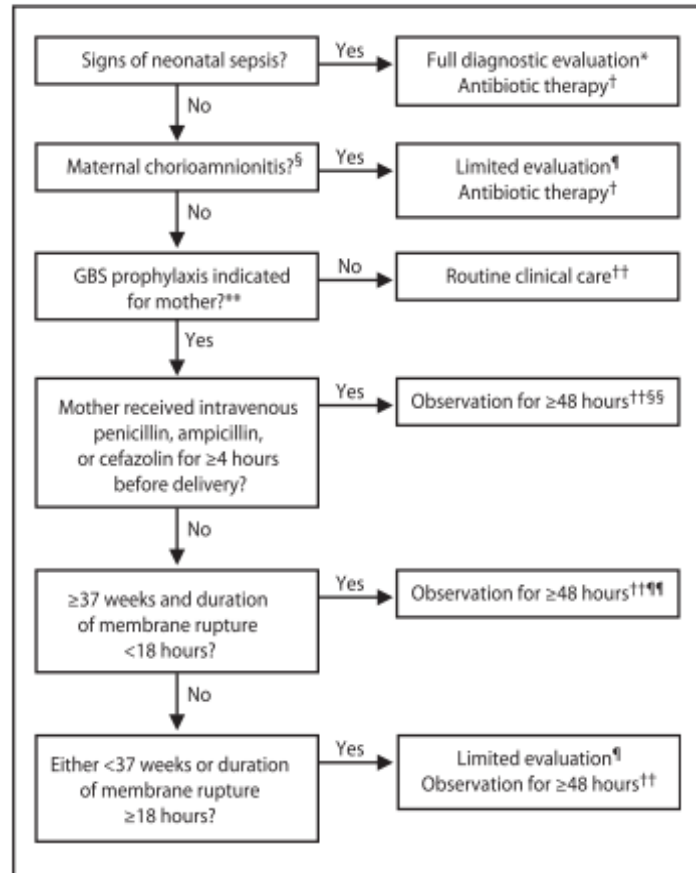 Signs of neonatal sepsis?
Yes
Full diagnostic evaluation*
Antibiotic therapy†
No
Maternal chorioamnionitis?§
Yes
Limited evaluation¶
Antibiotic therapy†
No
GBS prophylaxis indicated
for mother?**
No
Routine clinical care††
Yes
Mother received intravenous
penicillin, ampicillin,
or cefazolin for ≥4 hours
before delivery?
Yes
Observation for ≥48 hours††§§
No
≥37 weeks and duration
of membrane rupture
<18 hours?
Yes
Observation for ≥48 hours††¶¶
No
Either <37 weeks or duration
of membrane rupture
≥18 hours?
Yes
Limited evaluation¶
Observation for ≥48 hours††